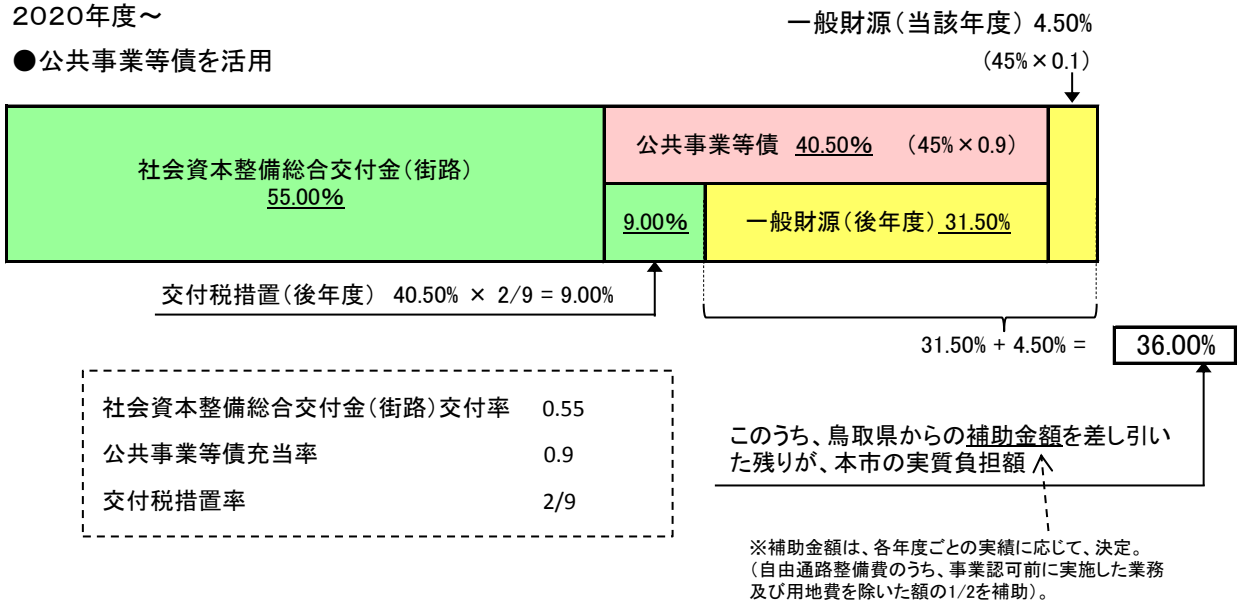 2020年度～
●公共事業等債を活用
一般財源(当該年度) 4.50%
(45%×0.1)
社会資本整備総合交付金(街路)
55.00%
公共事業等債 40.50% (45%×0.9)
9.00%
一般財源(後年度) 31.50%
交付税措置(後年度) 40.50% × 2/9 = 9.00%
31.50% + 4.50% =
36.00%
社会資本整備総合交付金(街路)交付率 0.55
公共事業等債充当率 0.9
交付税措置率 2/9
このうち、鳥取県からの補助金額を差し引い
た残りが、本市の実質負担額
※補助金額は、各年度ごとの実績に応じて、決定。
(自由通路整備費のうち、事業認可前に実施した業務
及び用地費を除いた額の1/2を補助)。